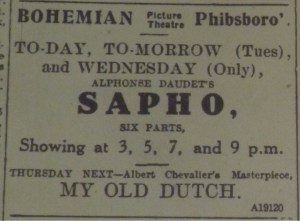 BOHEMIAN Picture Theatre Phibsboro'.
TO-DAY, TO-MORROW (Tues),
and WEDNESDAY (Only),
ALPHONSE DAUDET'S
SAPHO,
SIX PARTS,
Showing at 3, 5, 7, and 9 p.m.
THURSDAY NEXT—Albert Chevalier's Masterpiece,
MY OLD DUTCH.
A19120